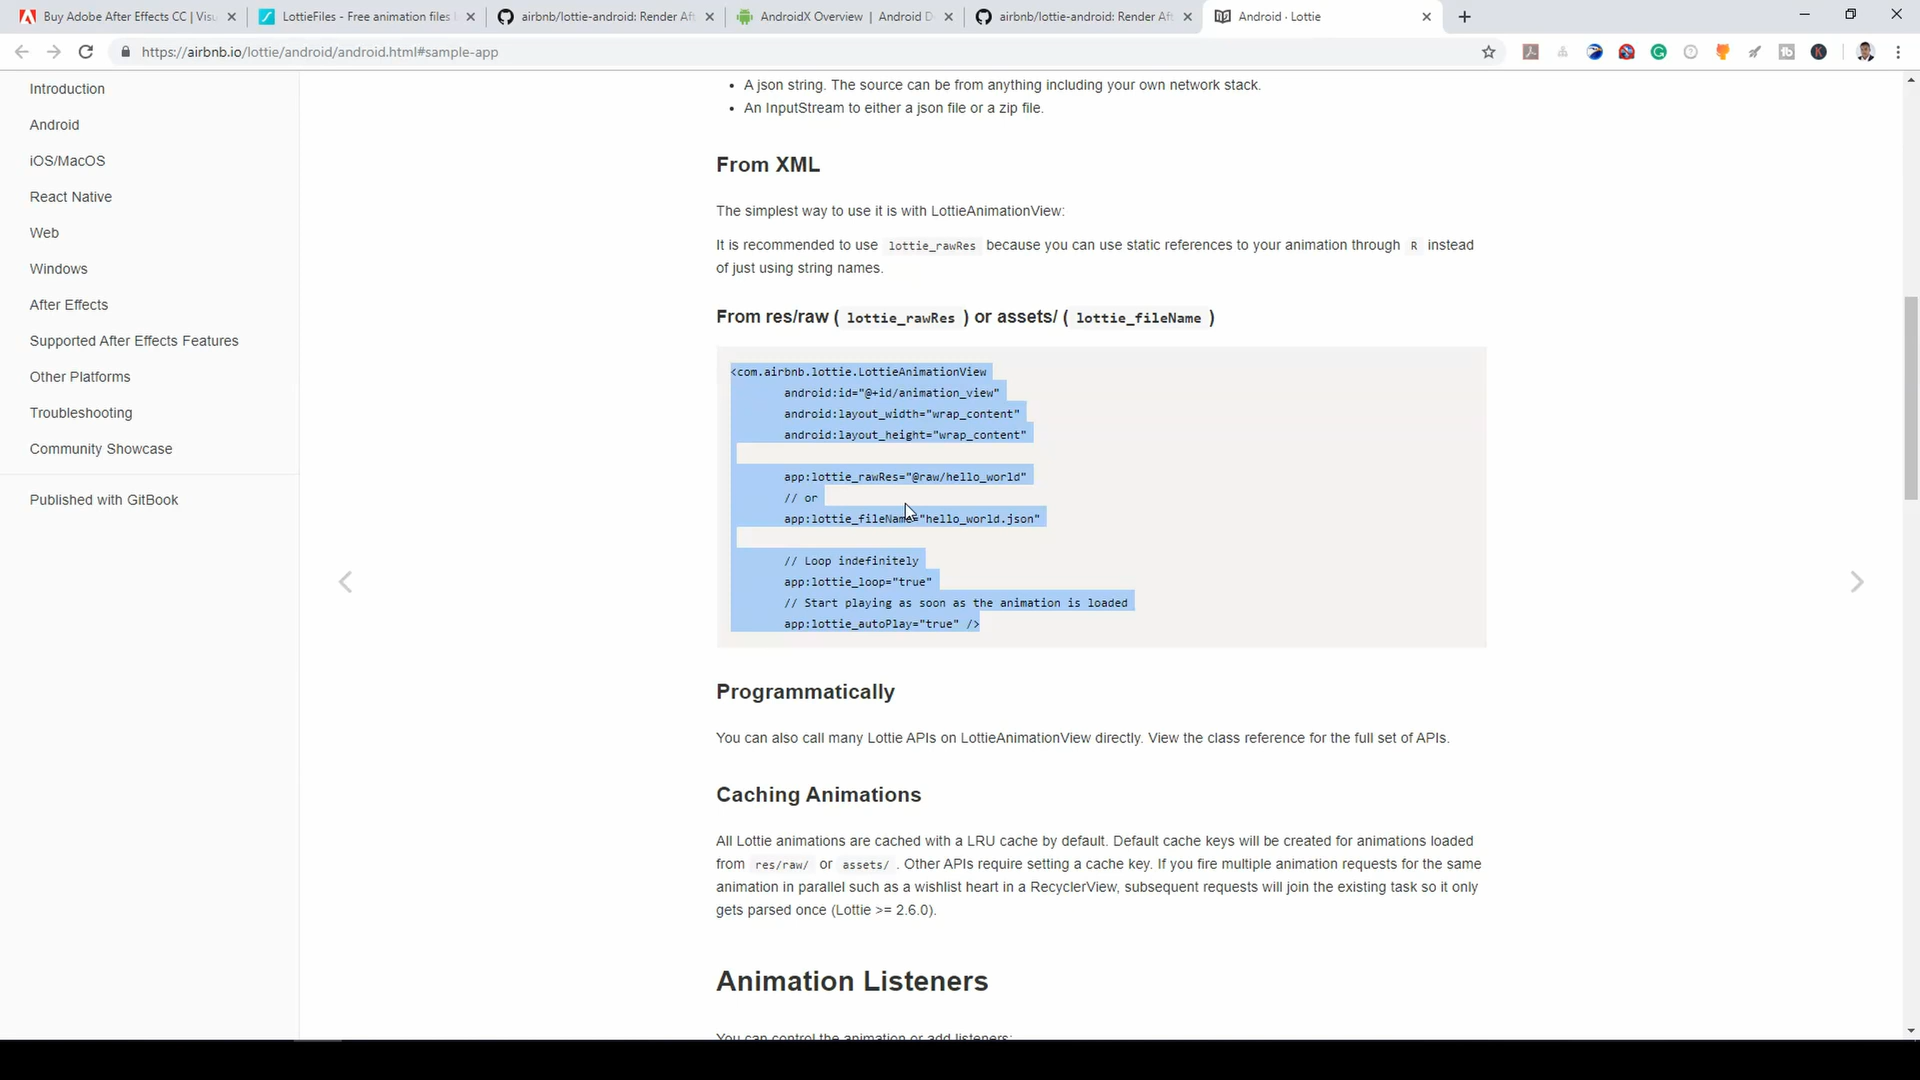 Buy Adobe After Effects CC | Visu
LottieFiles - Free animation files
airbnb/lottie-android: Render Aft
AndroidX Overview | Android D
airbnb/lottie-android: Render Aft
Android · Lottie
https://airbnb.io/lottie/android/android.html#sample-app
Introduction
Android
iOS/MacOS
React Native
Web
Windows
After Effects
Supported After Effects Features
Other Platforms
Troubleshooting
Community Showcase
Published with GitBook
• A json string. The source can be from anything including your own network stack.
• An InputStream to either a json file or a zip file.
From XML
The simplest way to use it is with LottieAnimationView:
It is recommended to use lottie_rawRes because you can use static references to your animation through R instead
of just using string names.
From res/raw ( lottie_rawRes ) or assets/ ( lottie_fileName )
<com.airbnb.lottie.LottieAnimationView
android:id="@+id/animation_view"
android:layout_width="wrap_content"
android:layout_height="wrap_content"
app:lottie_rawRes="@raw/hello_world"
// or
app:lottie_fileName="hello_world.json"
// Loop indefinitely
app:lottie_loop="true"
// Start playing as soon as the animation is loaded
app:lottie_autoPlay="true" />
Programmatically
You can also call many Lottie APIs on LottieAnimationView directly. View the class reference for the full set of APIs.
Caching Animations
All Lottie animations are cached with a LRU cache by default. Default cache keys will be created for animations loaded
from res/raw/ or assets/ . Other APIs require setting a cache key. If you fire multiple animation requests for the same
animation in parallel such as a wishlist heart in a RecyclerView, subsequent requests will join the existing task so it only
gets parsed once (Lottie >= 2.6.0).
Animation Listeners
You can control the animation or add listeners: